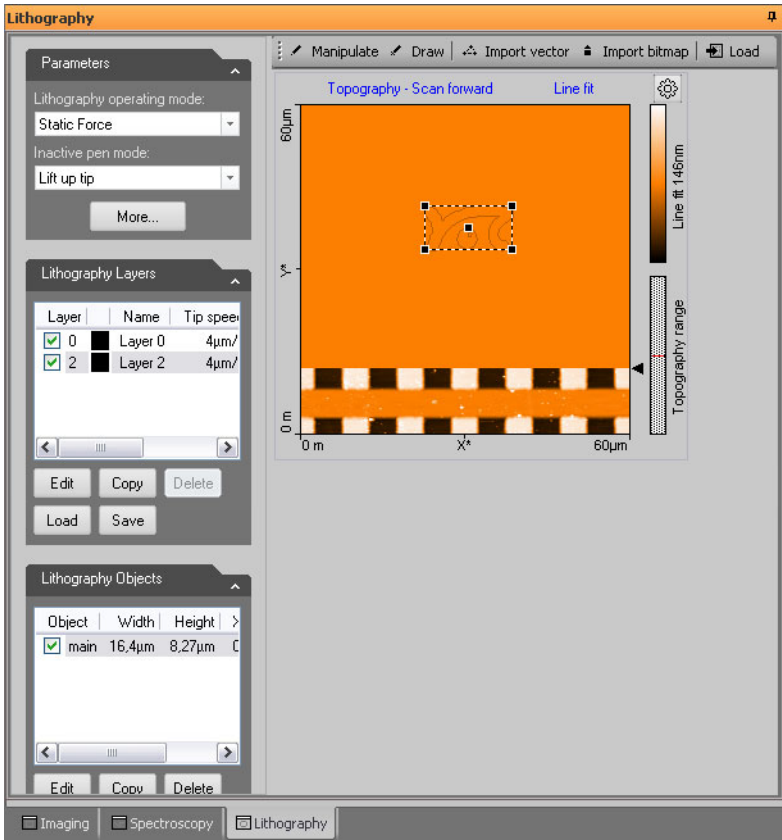 Lithography
Manipulate Draw Import vector Import bitmap Load
Parameters
Lithography operating mode:
Static Force
Inactive pen mode:
Lift up tip
More...
Lithography Layers
Layer Name Tip spee
0 Layer 0 4µm/
2 Layer 2 4µm/
Edit Copy Delete
Load Save
Lithography Objects
Object Width Height X
main 16,4µm 8,27µm 0
Edit Copy Delete
Topography - Scan forward Line fit
60µm
Y*
0 m
0 m X* 60µm
Line fit 146nm
Topography range
Imaging Spectroscopy Lithography